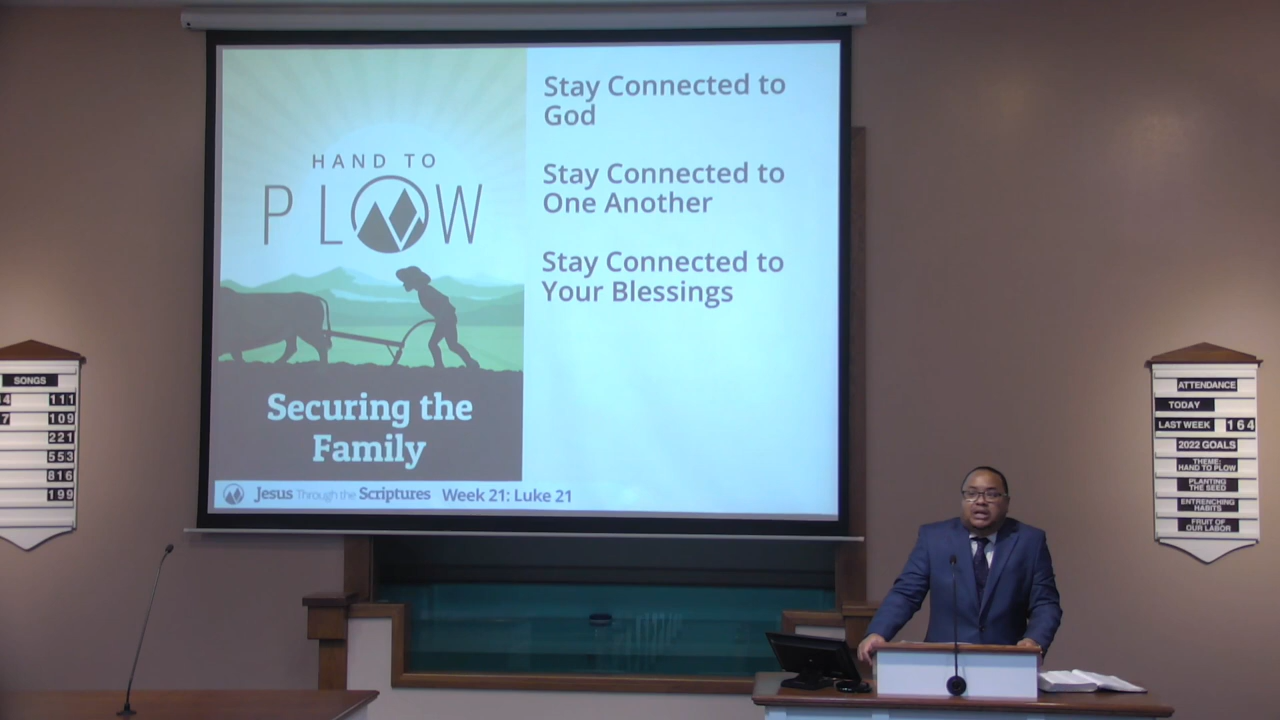 HAND TO
PLOW
Securing the
Family
Jesus Through the Scriptures Week 21: Luke 21
Stay Connected to
God
Stay Connected to
One Another
Stay Connected to
Your Blessings
SONGS
4 111
7 109
221
553
816
199
ATTENDANCE
TODAY
LAST WEEK 164
2022 GOALS
THEME:
HAND TO PLOW
PLANTING
THE SEED
ENTRENCHING
HABITS
FRUIT OF
OUR LABOR